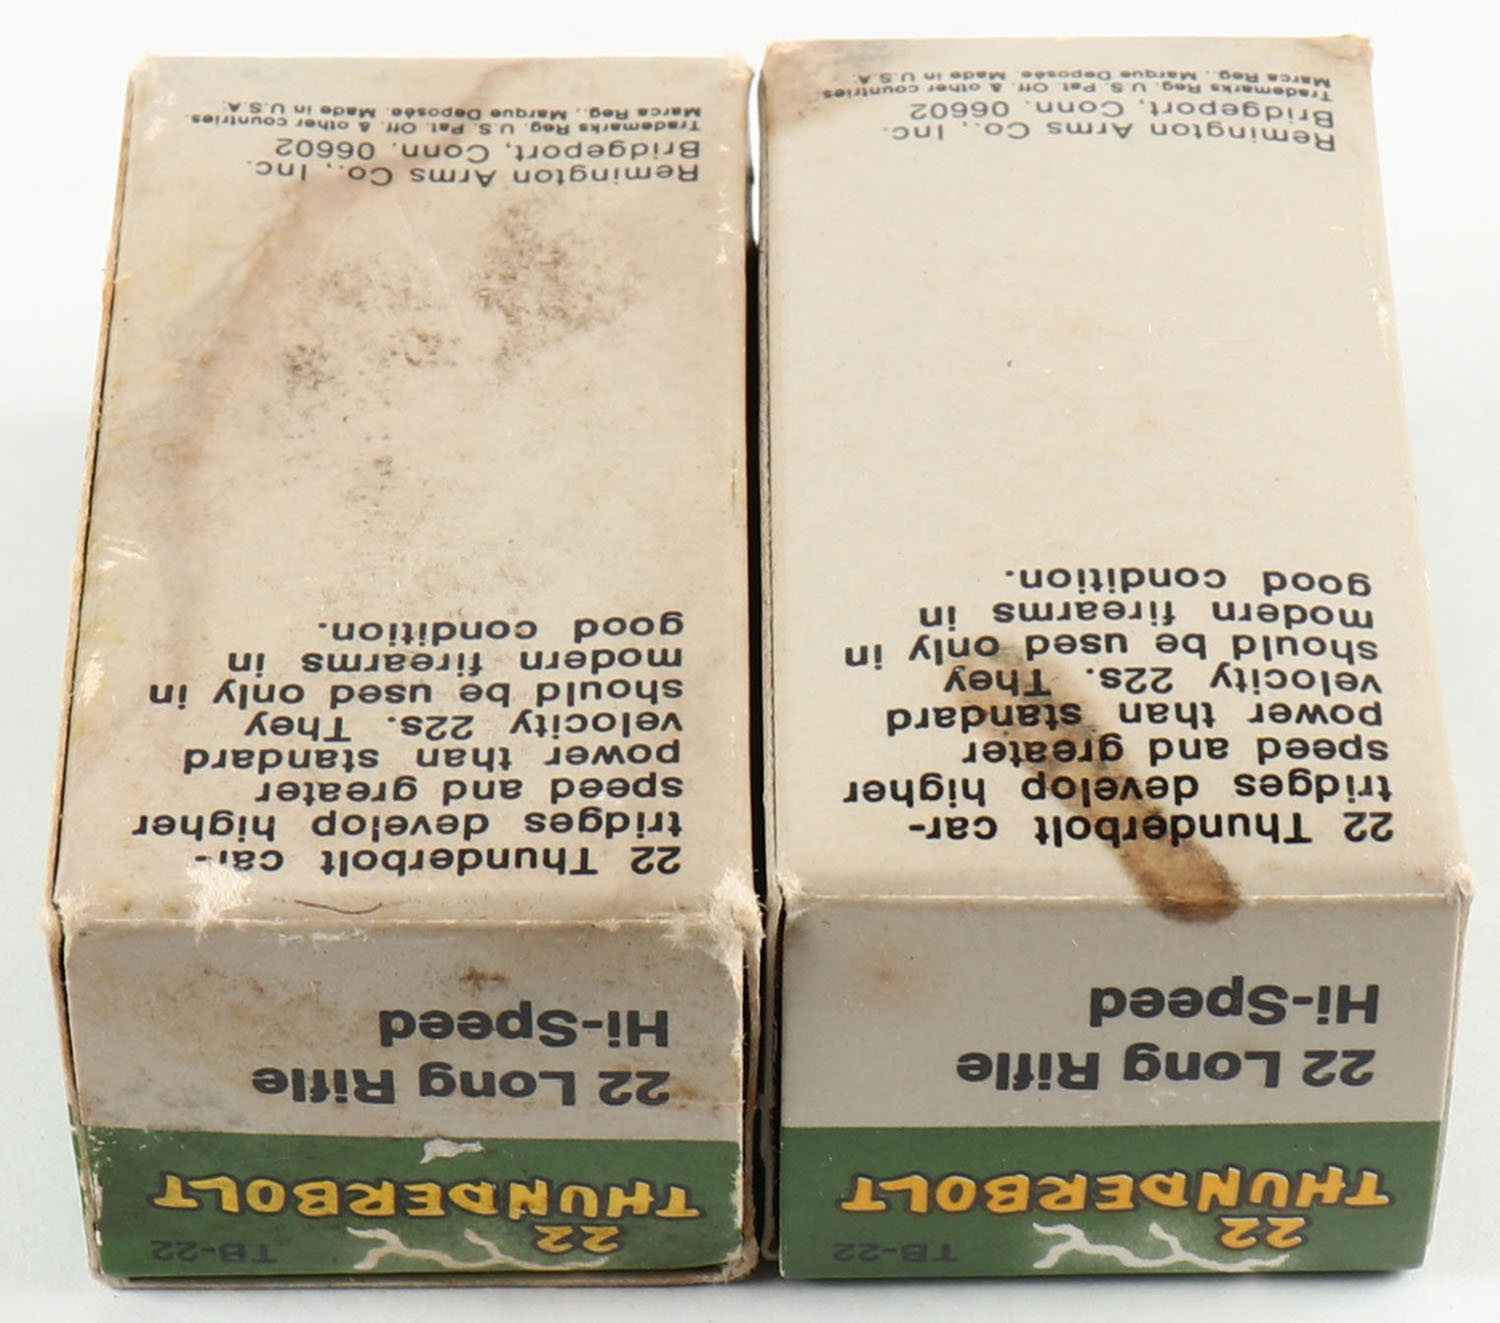 22 Thunderbolt car-
tridges develop higher
speed and greater
power than standard
velocity 22s. They
should be used only in
modern firearms in
good condition.
Remington Arms Co., Inc.
Bridgeport, Conn. 06602
Trademarks Reg. U.S. Pat. Off. & other countries.
Marca Reg., Marque Deposée. Made in U.S.A.
TB-22
22
THUNDERBOLT
22 Long Rifle
Hi-Speed
22 Thunderbolt car-
tridges develop higher
speed and greater
power than standard
velocity 22s. They
should be used only in
modern firearms in
good condition.
Remington Arms Co., Inc.
Bridgeport, Conn. 06602
Trademarks Reg. U.S. Pat. Off. & other countries
Marca Reg., Marque Deposée. Made in U.S.A.
TB-22
22
THUNDERBOLT
22 Long Rifle
Hi-Speed